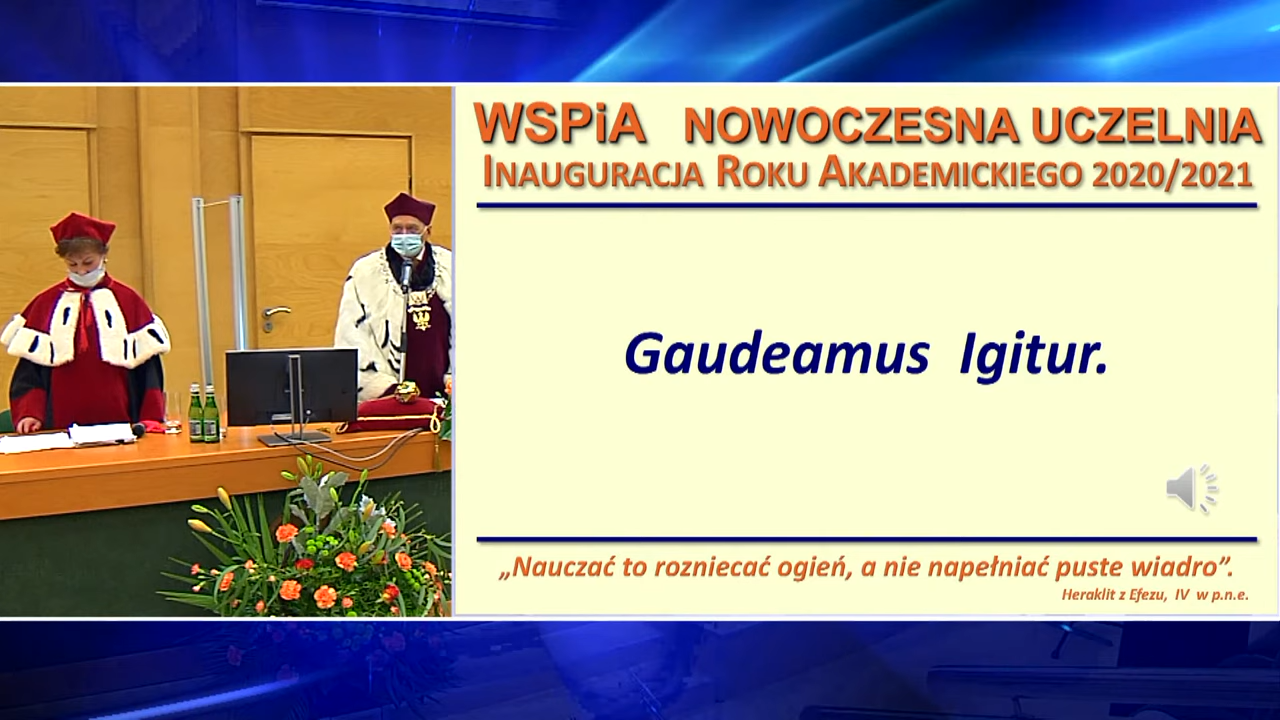 WSPiA NOWOCZESNA UCZELNIA
INAUGURACJA ROKU AKADEMICKIEGO 2020/2021
Gaudeamus Igitur.
„Nauczać to rozniecać ogień, a nie napełniać puste wiadro”.
Heraklit z Efezu, IV w p.n.e.